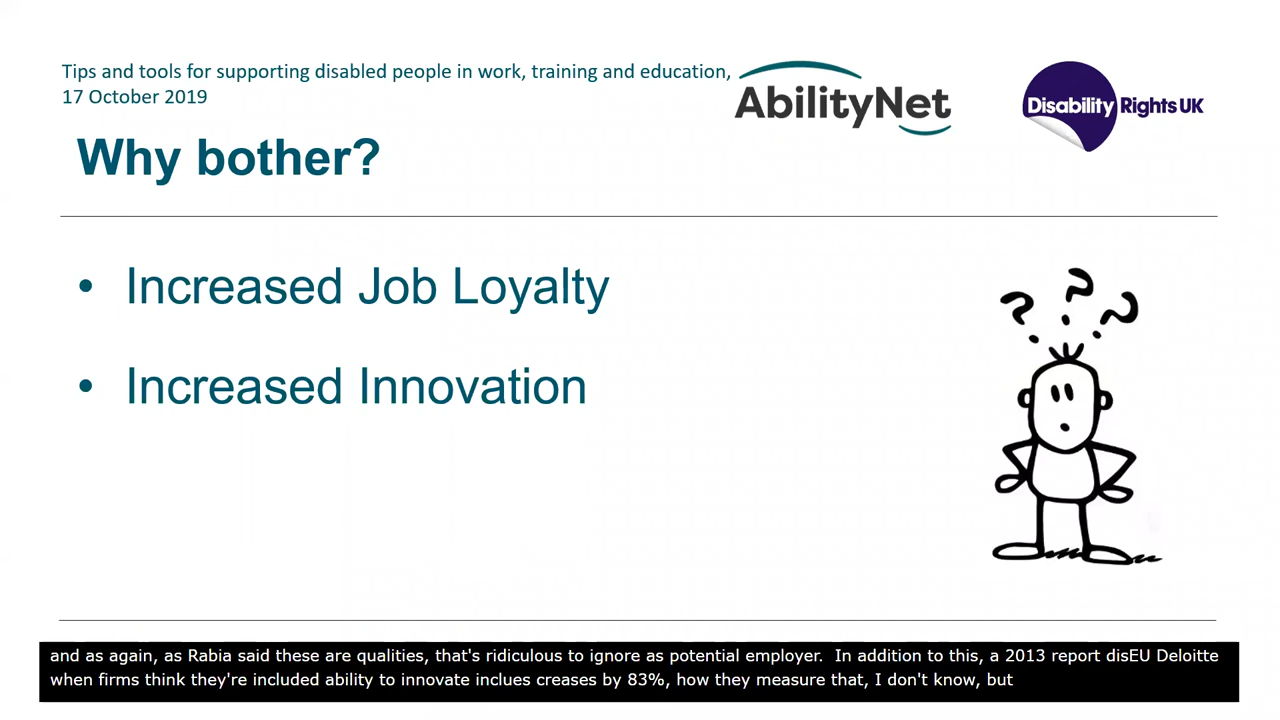 Tips and tools for supporting disabled people in work, training and education,
17 October 2019
AbilityNet
Disability Rights UK
Why bother?
• Increased Job Loyalty
• Increased Innovation
? ? ?
and as again, as Rabia said these are qualities, that's ridiculous to ignore as potential employer.  In addition to this, a 2013 report disEU Deloitte
when firms think they're included ability to innovate inclues creases by 83%, how they measure that, I don't know, but